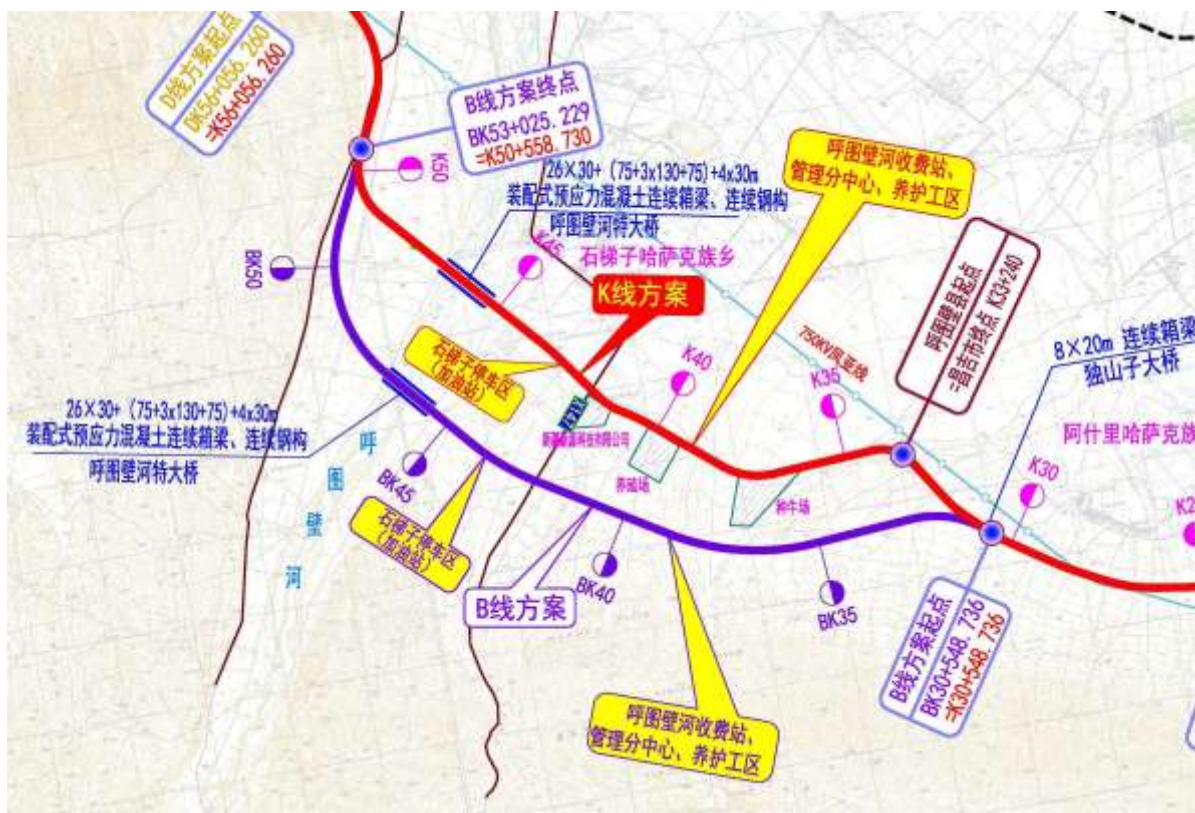 D线方案起点
DK56+056.260
=K56+056.260
B线方案终点
BK53+025.229
=K50+558.730
K50
26×30+(75+3x130+75)+4x30m
装配式预应力混凝土连续箱梁、连续钢构
呼图壁河特大桥
呼图壁河收费站、
管理分中心、养护工区
BK50
K45
石梯子哈萨克族乡
K线方案
750KV凤亚线
呼图壁县起点
=昌吉市终点 K33+240
8×20m 连续箱梁
独山子大桥
石梯子停车区
(加油站)
K40
K35
阿什里哈萨克族
26×30+(75+3x130+75)+4x30m
装配式预应力混凝土连续箱梁、连续钢构
呼图壁河特大桥
呼图壁河
养殖场
种牛场
K30
K2
BK45
石梯子停车区
(加油站)
B线方案
BK40
BK35
B线方案起点
BK30+548.736
=K30+548.736
呼图壁河收费站、
管理分中心、养护工区